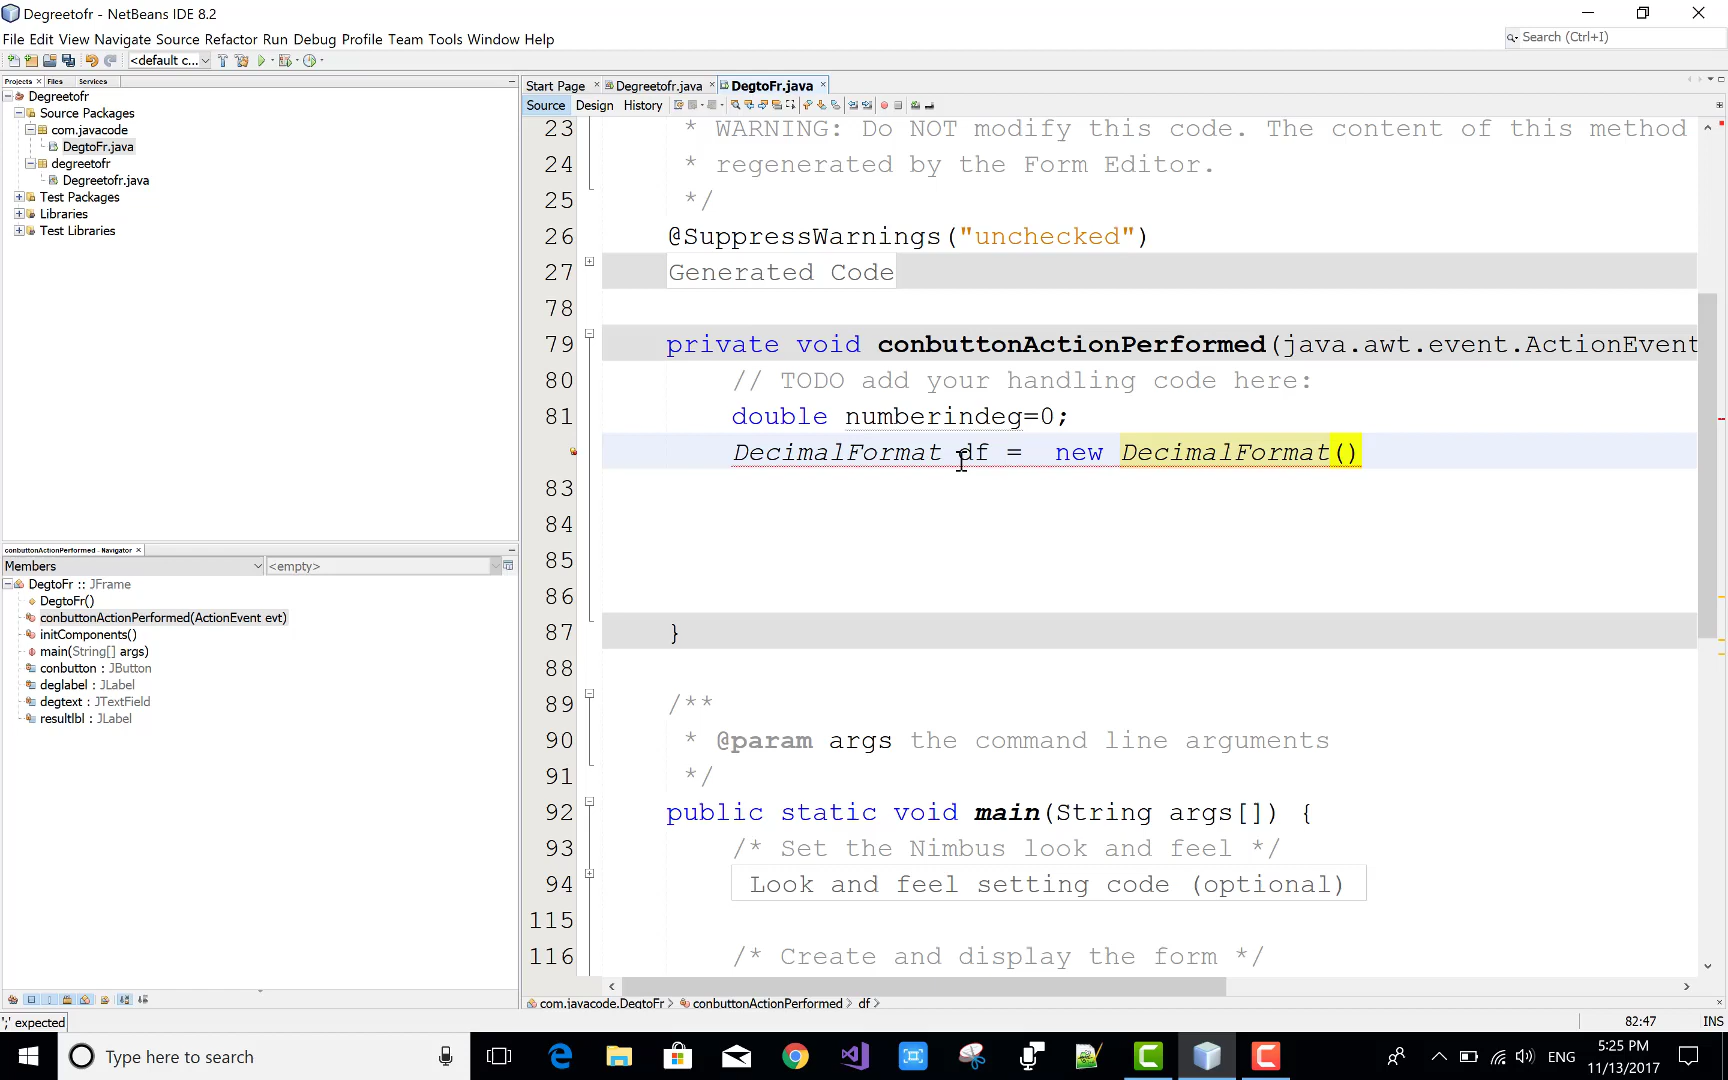 Degreetofr - NetBeans IDE 8.2
File Edit View Navigate Source Refactor Run Debug Profile Team Tools Window Help
Search (Ctrl+I)
<default c...
Projects Files Services
Degreetofr
Source Packages
com.javacode
DegtoFr.java
degreetofr
Degreetofr.java
Test Packages
Libraries
Test Libraries
conbuttonActionPerformed - Navigator
Members
<empty>
DegtoFr :: JFrame
DegtoFr()
conbuttonActionPerformed(ActionEvent evt)
initComponents()
main(String[] args)
conbutton : JButton
deglabel : JLabel
degtext : JTextField
resultlbl : JLabel
Start Page Degreetofr.java DegtoFr.java
Source Design History
23 * WARNING: Do NOT modify this code. The content of this method
24 * regenerated by the Form Editor.
25 */
26 @SuppressWarnings("unchecked")
27 Generated Code
78
79 private void conbuttonActionPerformed(java.awt.event.ActionEvent
80 // TODO add your handling code here:
81 double numberindeg=0;
DecimalFormat df = new DecimalFormat()
83
84
85
86
87 }
88
89 /**
90 * @param args the command line arguments
91 */
92 public static void main(String args[]) {
93 /* Set the Nimbus look and feel */
94 Look and feel setting code (optional)
115
116 /* Create and display the form */
com.javacode.DegtoFr conbuttonActionPerformed df
';' expected
82:47 INS
Type here to search
ENG
5:25 PM
11/13/2017